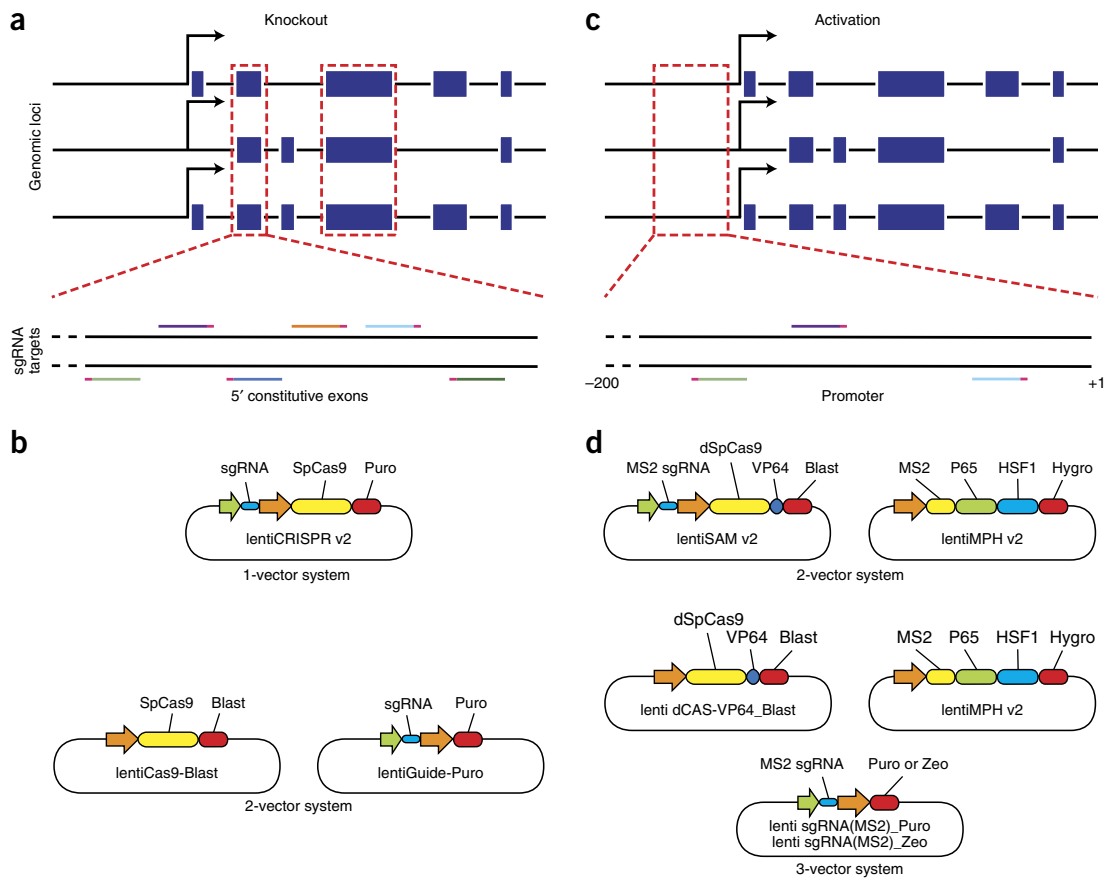 a
Knockout
Genomic loci
sgRNA
targets
5′ constitutive exons
b
sgRNA
SpCas9
Puro
lentiCRISPR v2
1-vector system
SpCas9
Blast
lentiCas9-Blast
sgRNA
Puro
lentiGuide-Puro
2-vector system
c
Activation
–200
+1
Promoter
d
MS2 sgRNA
dSpCas9
VP64
Blast
lentiSAM v2
MS2
P65
HSF1
Hygro
lentiMPH v2
2-vector system
dSpCas9
VP64
Blast
lenti dCAS-VP64_Blast
MS2
P65
HSF1
Hygro
lentiMPH v2
MS2 sgRNA
Puro or Zeo
lenti sgRNA(MS2)_Puro
lenti sgRNA(MS2)_Zeo
3-vector system